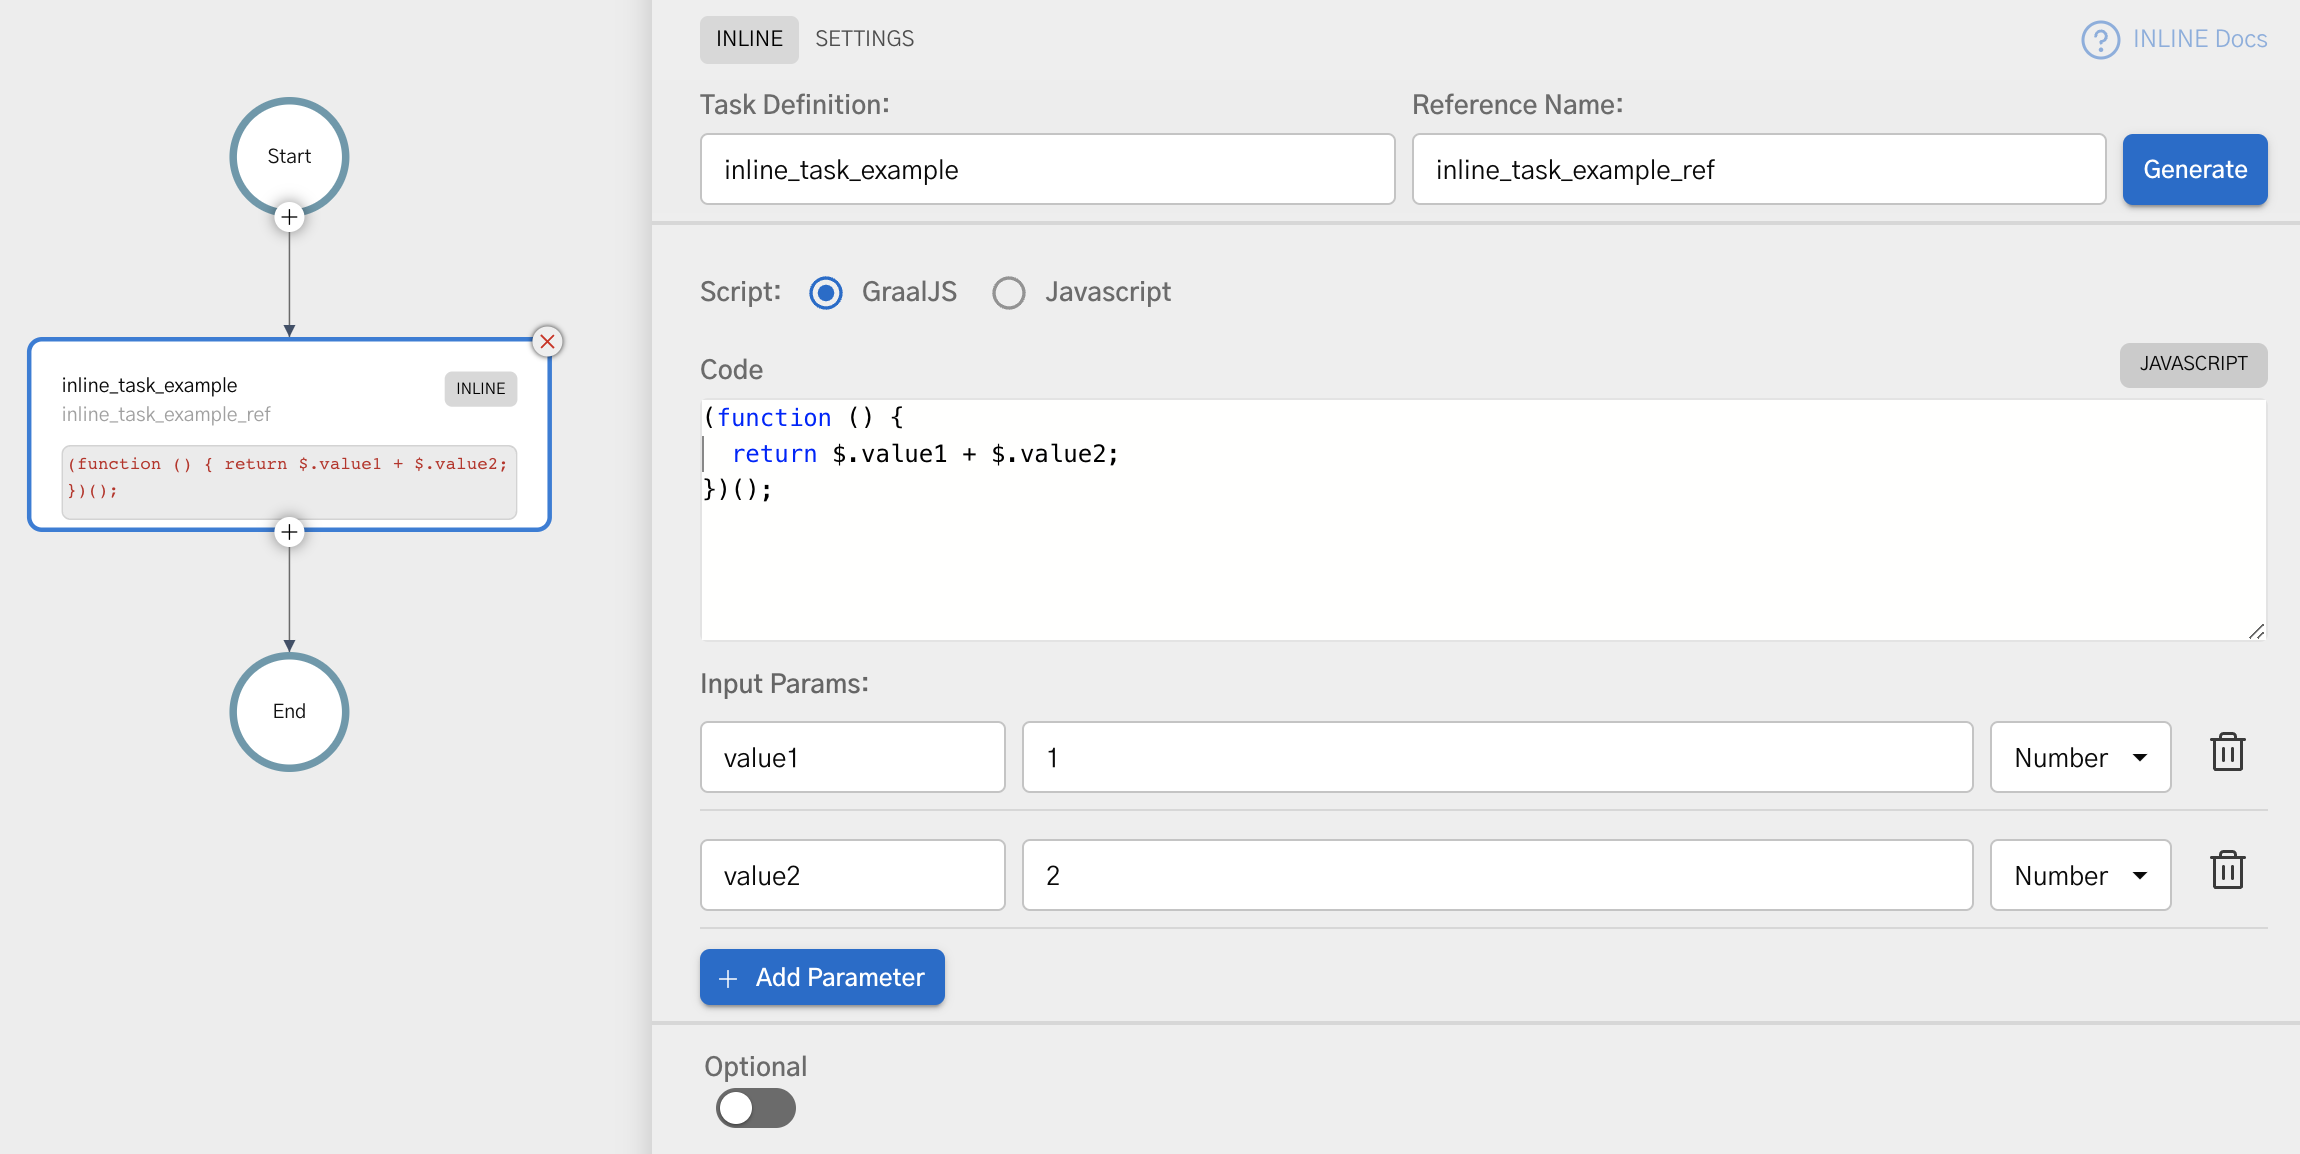 Start
inline_task_example
INLINE
inline_task_example_ref
(function () { return $.value1 + $.value2;
})();
End
INLINE
SETTINGS
INLINE Docs
Task Definition:
Reference Name:
inline_task_example
inline_task_example_ref
Generate
Script:
GraalJS
Javascript
Code
JAVASCRIPT
(function () {
return $.value1 + $.value2;
})();
Input Params:
value1
1
Number
value2
2
Number
Add Parameter
Optional